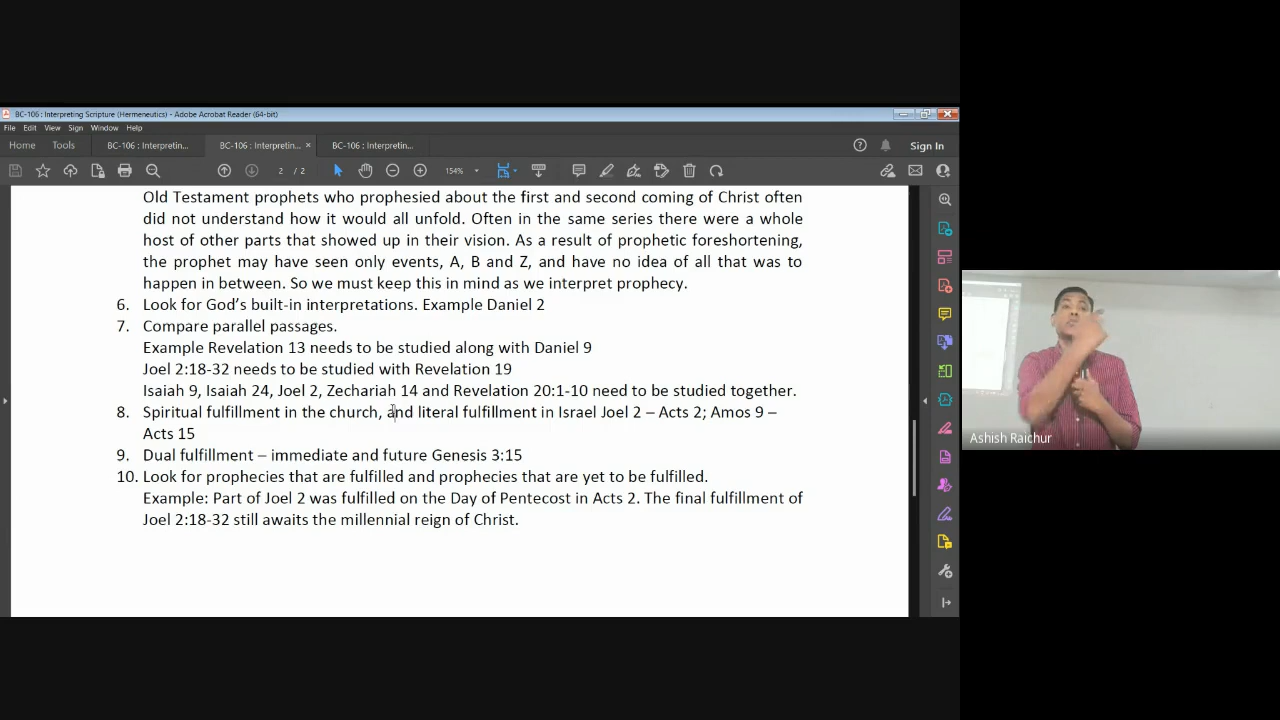 BC-106 : Interpreting Scripture (Hermeneutics) - Adobe Acrobat Reader (64-bit)
File Edit View Sign Window Help
Home Tools BC-106 : Interpretin... BC-106 : Interpretin... × BC-106 : Interpretin... Sign In
2 / 2 154%
Old Testament prophets who prophesied about the first and second coming of Christ often
did not understand how it would all unfold. Often in the same series there were a whole
host of other parts that showed up in their vision. As a result of prophetic foreshortening,
the prophet may have seen only events, A, B and Z, and have no idea of all that was to
happen in between. So we must keep this in mind as we interpret prophecy.
6. Look for God's built-in interpretations. Example Daniel 2
7. Compare parallel passages.
Example Revelation 13 needs to be studied along with Daniel 9
Joel 2:18-32 needs to be studied with Revelation 19
Isaiah 9, Isaiah 24, Joel 2, Zechariah 14 and Revelation 20:1-10 need to be studied together.
8. Spiritual fulfillment in the church, and literal fulfillment in Israel Joel 2 – Acts 2; Amos 9 –
Acts 15
9. Dual fulfillment – immediate and future Genesis 3:15
10. Look for prophecies that are fulfilled and prophecies that are yet to be fulfilled.
Example: Part of Joel 2 was fulfilled on the Day of Pentecost in Acts 2. The final fulfillment of
Joel 2:18-32 still awaits the millennial reign of Christ.
Ashish Raichur